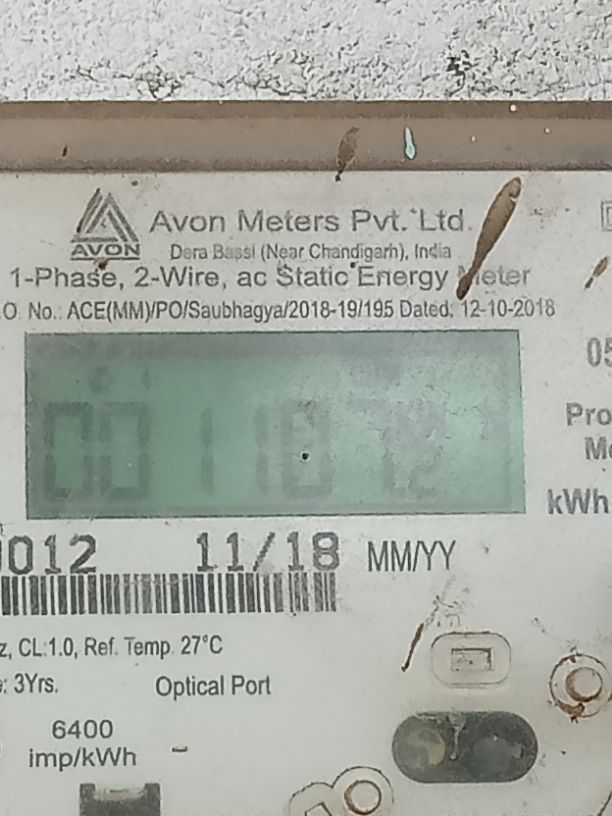 Avon Meters Pvt. Ltd.
AVON
Dera Bassi (Near Chandigarh), India
1-Phase, 2-Wire, ac Static Energy Meter
.O. No.: ACE(MM)/PO/Saubhagya/2018-19/195 Dated: 12-10-2018
05
Pro
kWh
0012 11/18 MM/YY
z, CL:1.0, Ref. Temp. 27°C
e: 3Yrs. Optical Port
6400
imp/kWh